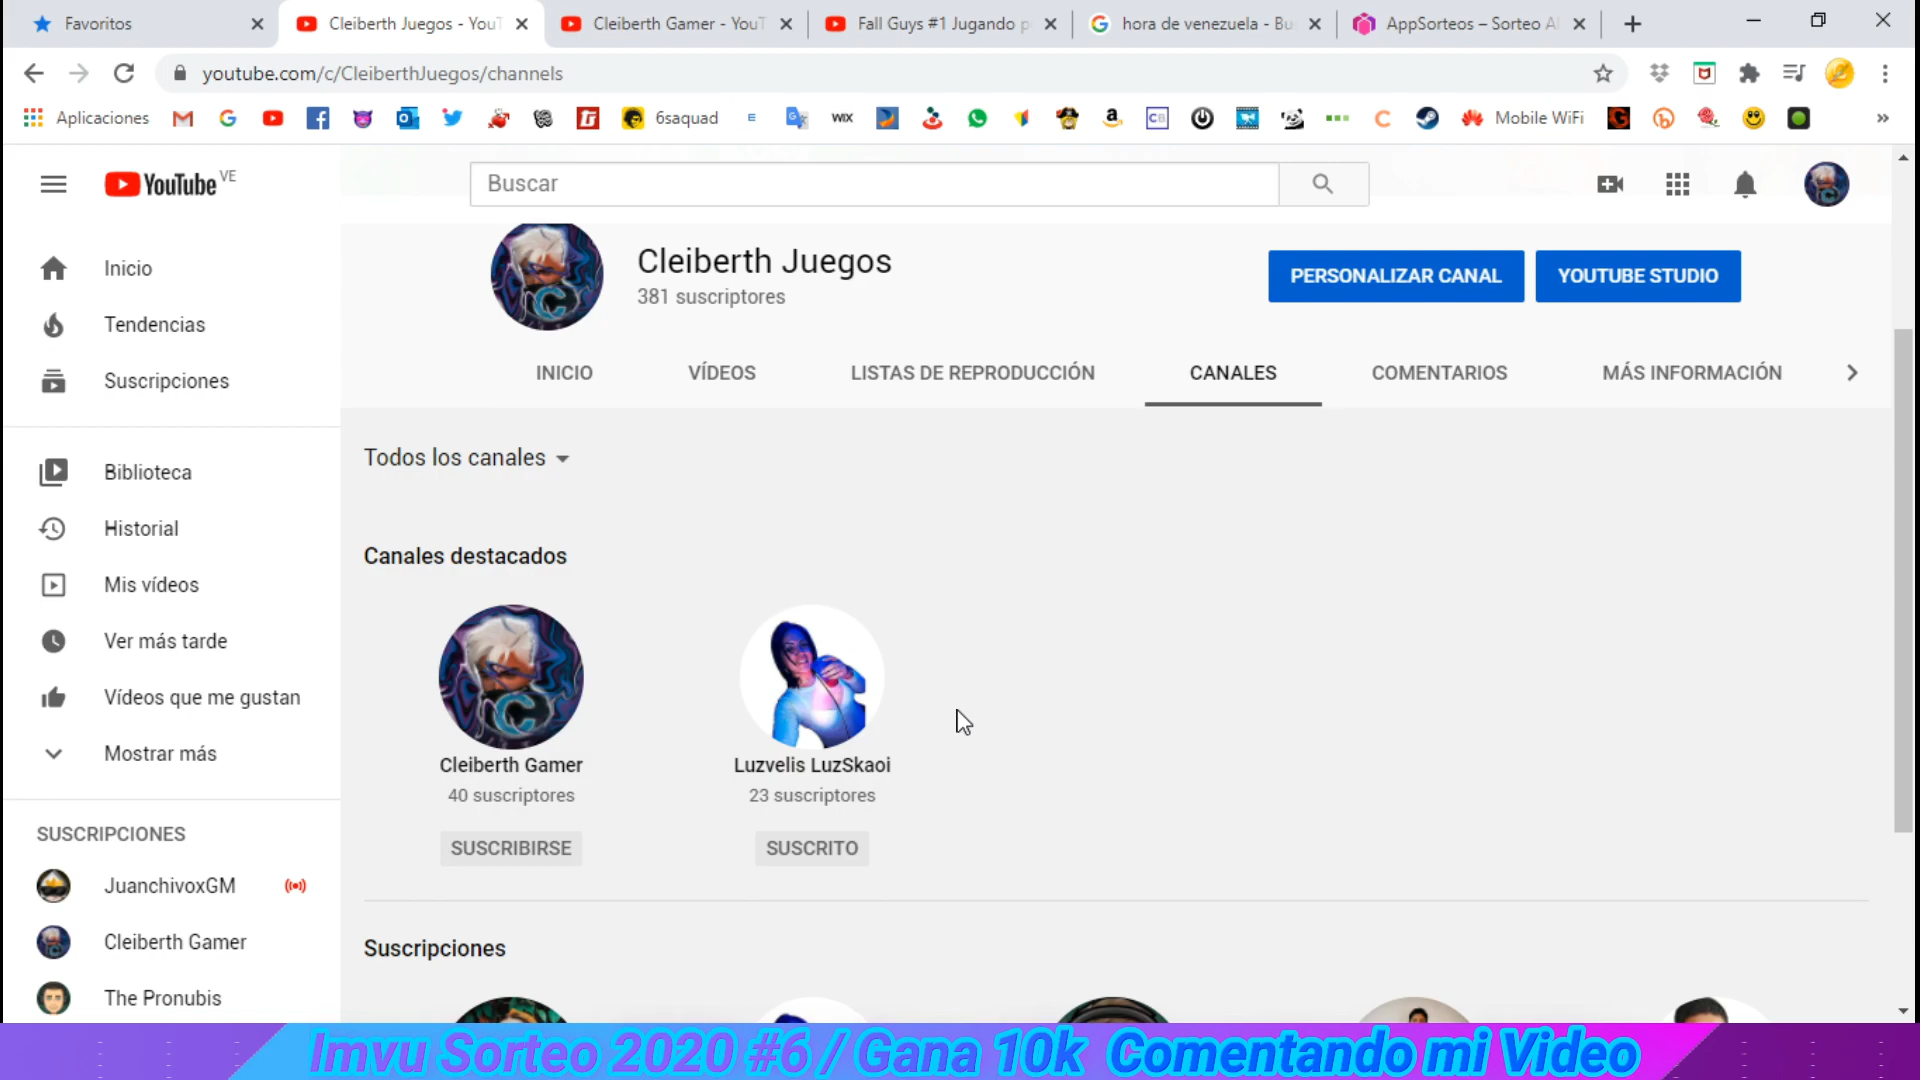 Favoritos
Cleiberth Juegos - YouT
Cleiberth Gamer - YouT
Fall Guys #1 Jugando p
hora de venezuela - Bu
AppSorteos – Sorteo Al
youtube.com/c/CleiberthJuegos/channels
Aplicaciones
6saquad
WIX
Mobile WiFi
YouTube VE
Buscar
Inicio
Tendencias
Suscripciones
Biblioteca
Historial
Mis vídeos
Ver más tarde
Vídeos que me gustan
Mostrar más
SUSCRIPCIONES
JuanchivoxGM
Cleiberth Gamer
The Pronubis
Cleiberth Juegos
381 suscriptores
PERSONALIZAR CANAL
YOUTUBE STUDIO
INICIO
VÍDEOS
LISTAS DE REPRODUCCIÓN
CANALES
COMENTARIOS
MÁS INFORMACIÓN
Todos los canales
Canales destacados
Cleiberth Gamer
40 suscriptores
SUSCRIBIRSE
Luzvelis LuzSkaoi
23 suscriptores
SUSCRITO
Suscripciones
Imvu Sorteo 2020 #6 / Gana 10k Comentando mi Video